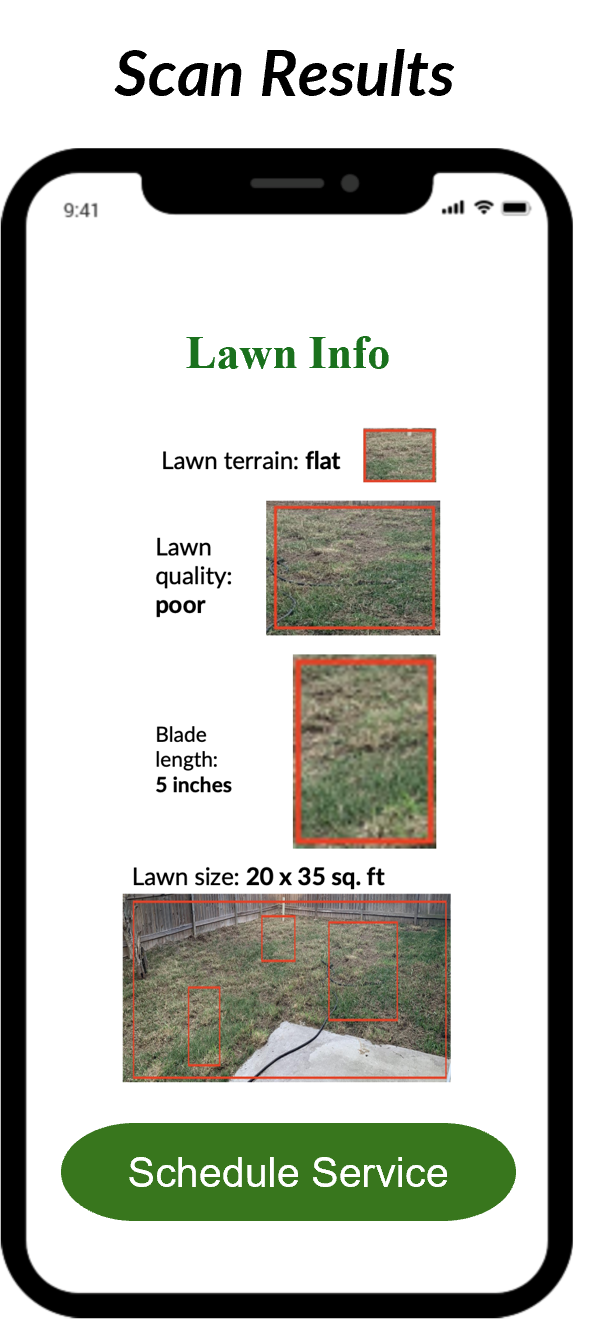 Scan Results
9:41
Lawn Info
Lawn terrain: flat
Lawn
quality:
poor
Blade
length:
5 inches
Lawn size: 20 x 35 sq. ft
Schedule Service